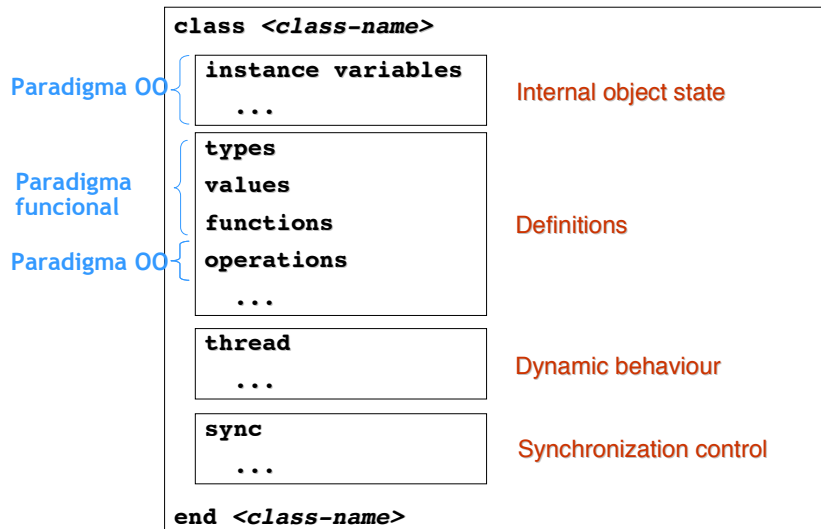 class <class-name>
Paradigma OO
instance variables
...
Internal object state
Paradigma
funcional
types
values
functions
Definitions
Paradigma OO
operations
...
thread
...
Dynamic behaviour
sync
...
Synchronization control
end <class-name>